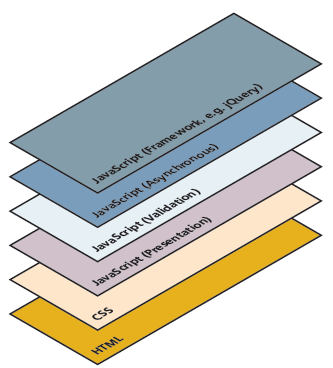 JavaScript (Framework, e.g. jQuery)
JavaScript (Asynchronous)
JavaScript (Validation)
JavaScript (Presentation)
CSS
HTML